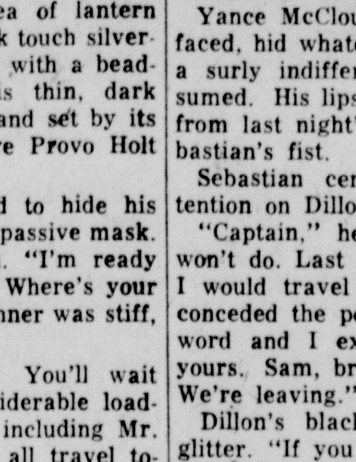 ea of lantern
k touch silver-
with a bead-
is thin, dark
and set by its
re Provo Holt
d to hide his
passive mask.
. "I'm ready
Where's your
nner was stiff,
You'll wait
iderable load-
including Mr.
all travel to-
Yance McClou
faced, hid whate
a surly indiffer
sumed. His lips
from last night'
bastian's fist.
Sebastian cer
tention on Dillo
"Captain," he
won't do. Last
I would travel
conceded the po
word and I ex
yours. Sam, br
We're leaving."
Dillon's blac
glitter. "If you